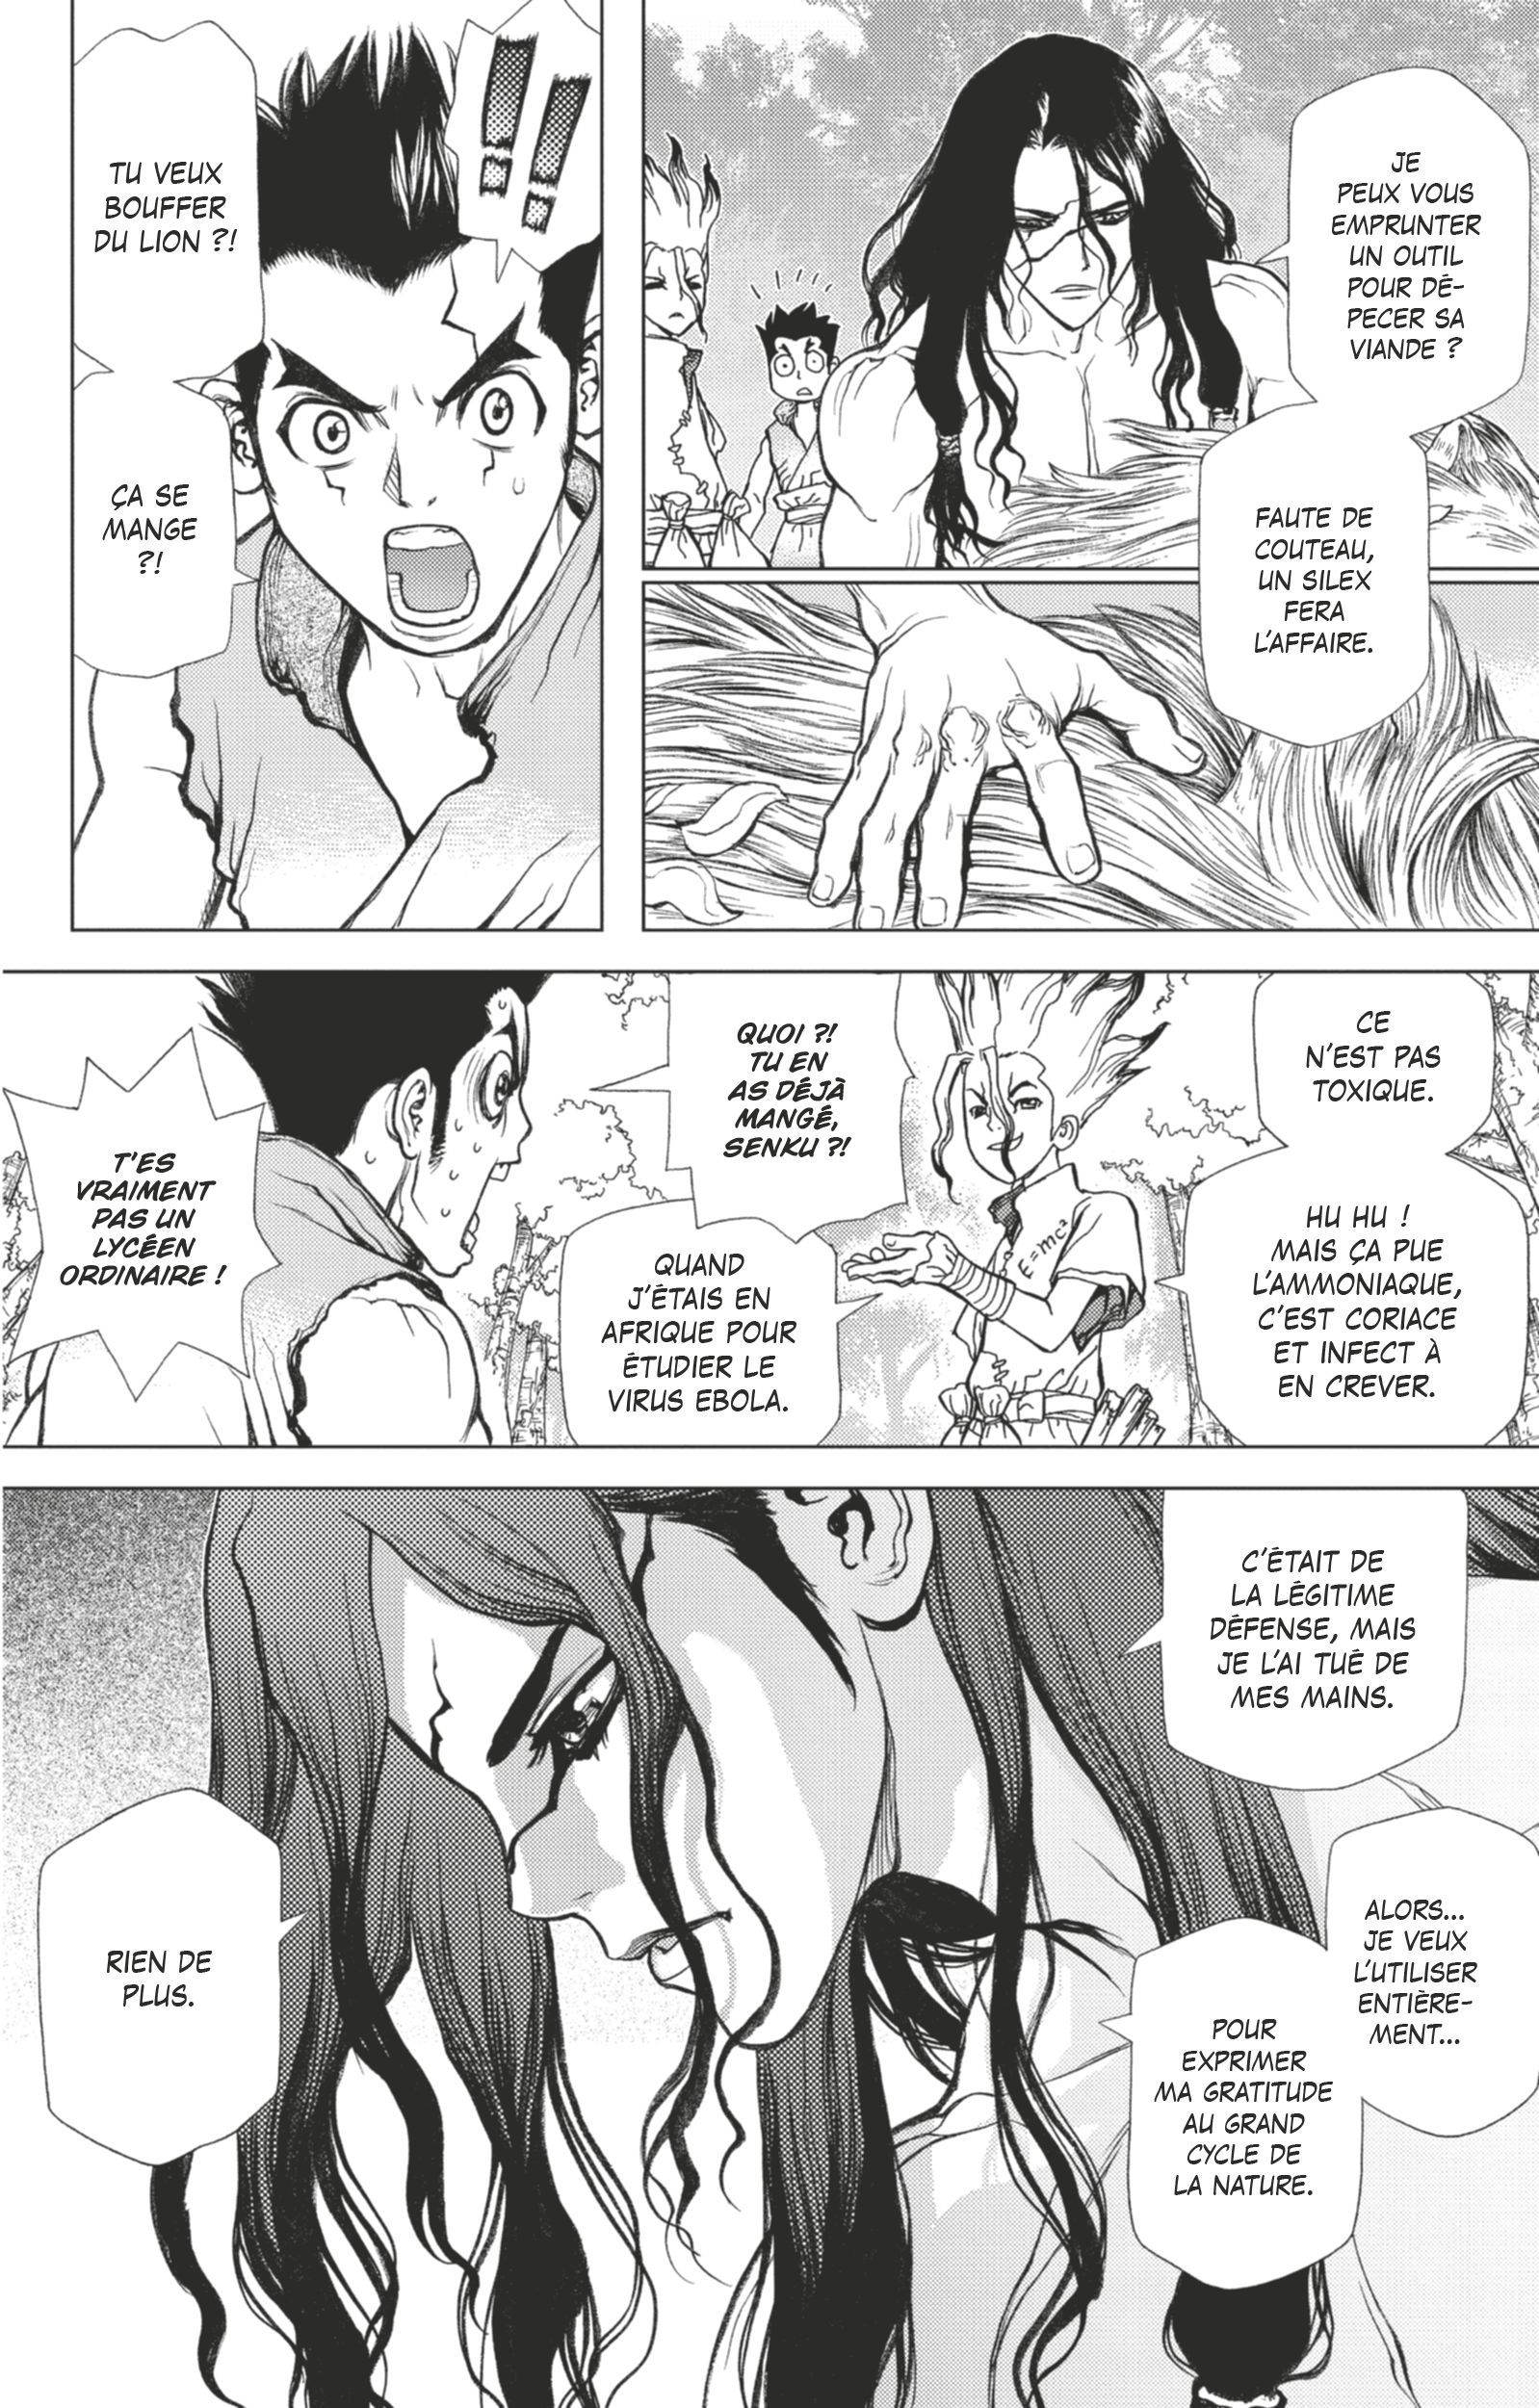 JE
PEUX VOUS
EMPRUNTER
UN OUTIL
POUR DÉ-
PECER SA
VIANDE ?
FAUTE DE
COUTEAU,
UN SILEX
FERA
L'AFFAIRE.
!!
TU VEUX
BOUFFER
DU LION ?!
ÇA SE
MANGE
?!
CE
N'EST PAS
TOXIQUE.
HU HU !
MAIS ÇA PUE
L'AMMONIAQUE,
C'EST CORIACE
ET INFECT À
EN CREVER.
E=mc²
QUOI ?!
TU EN
AS DÉJÀ
MANGÉ,
SENKU ?!
QUAND
J'ÉTAIS EN
AFRIQUE POUR
ÉTUDIER LE
VIRUS EBOLA.
T'ES
VRAIMENT
PAS UN
LYCÉEN
ORDINAIRE !
C'ÉTAIT DE
LA LÉGITIME
DÉFENSE, MAIS
JE L'AI TUÉ DE
MES MAINS.
ALORS...
JE VEUX
L'UTILISER
ENTIÈRE-
MENT...
POUR
EXPRIMER
MA GRATITUDE
AU GRAND
CYCLE DE
LA NATURE.
RIEN DE
PLUS.